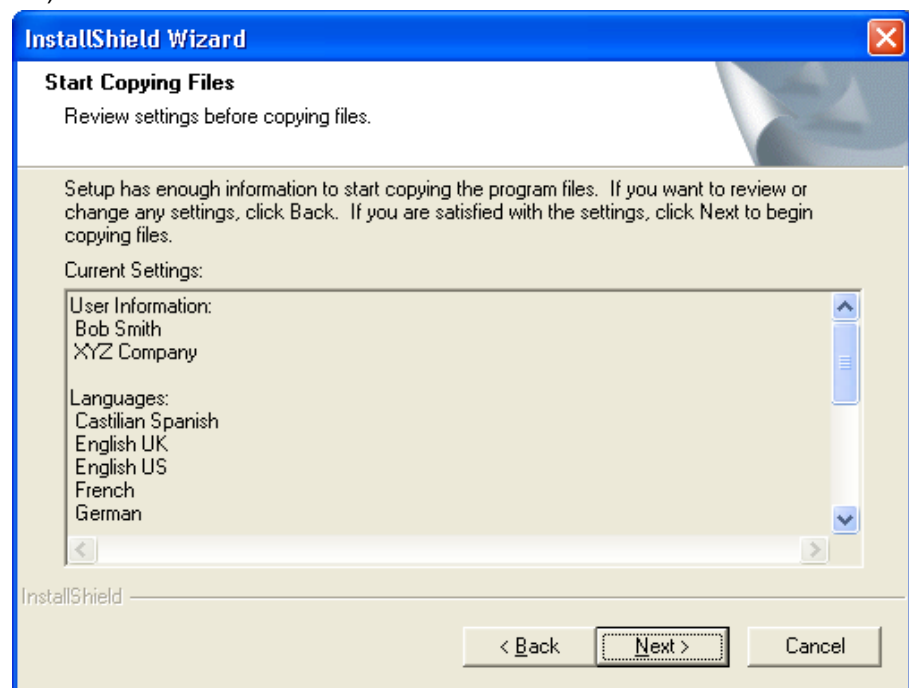 InstallShield Wizard
Start Copying Files
Review settings before copying files.
Setup has enough information to start copying the program files. If you want to review or
change any settings, click Back. If you are satisfied with the settings, click Next to begin
copying files.
Current Settings:
User Information:
Bob Smith
XYZ Company
Languages:
Castilian Spanish
English UK
English US
French
German
InstallShield
< Back Next > Cancel